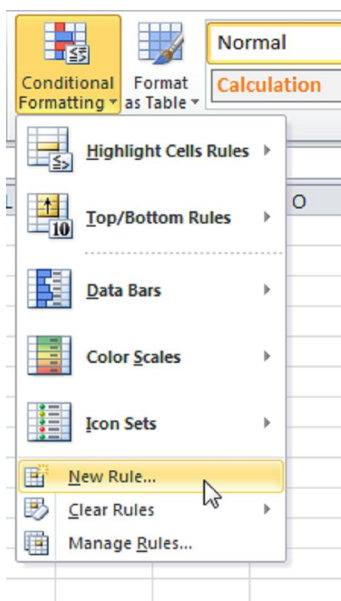 Normal
Conditional Formatting
Format as Table
Calculation
≤≥
Highlight Cells Rules
10
Top/Bottom Rules
O
Data Bars
Color Scales
Icon Sets
New Rule...
Clear Rules
Manage Rules...